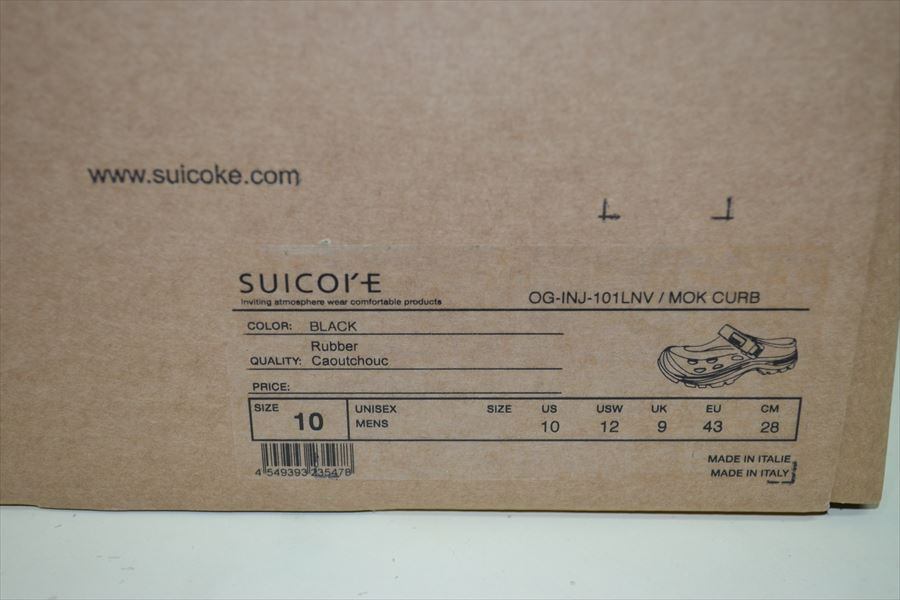 www.suicoke.com
SUICOKE
Inviting atmosphere wear comfortable products
OG-INJ-101LNV / MOK CURB
COLOR: BLACK
Rubber
QUALITY: Caoutchouc
PRICE:
SIZE 10 UNISEX MENS
SIZE US USW UK EU CM
10 12 9 43 28
4 549393 235478
MADE IN ITALIE
MADE IN ITALY